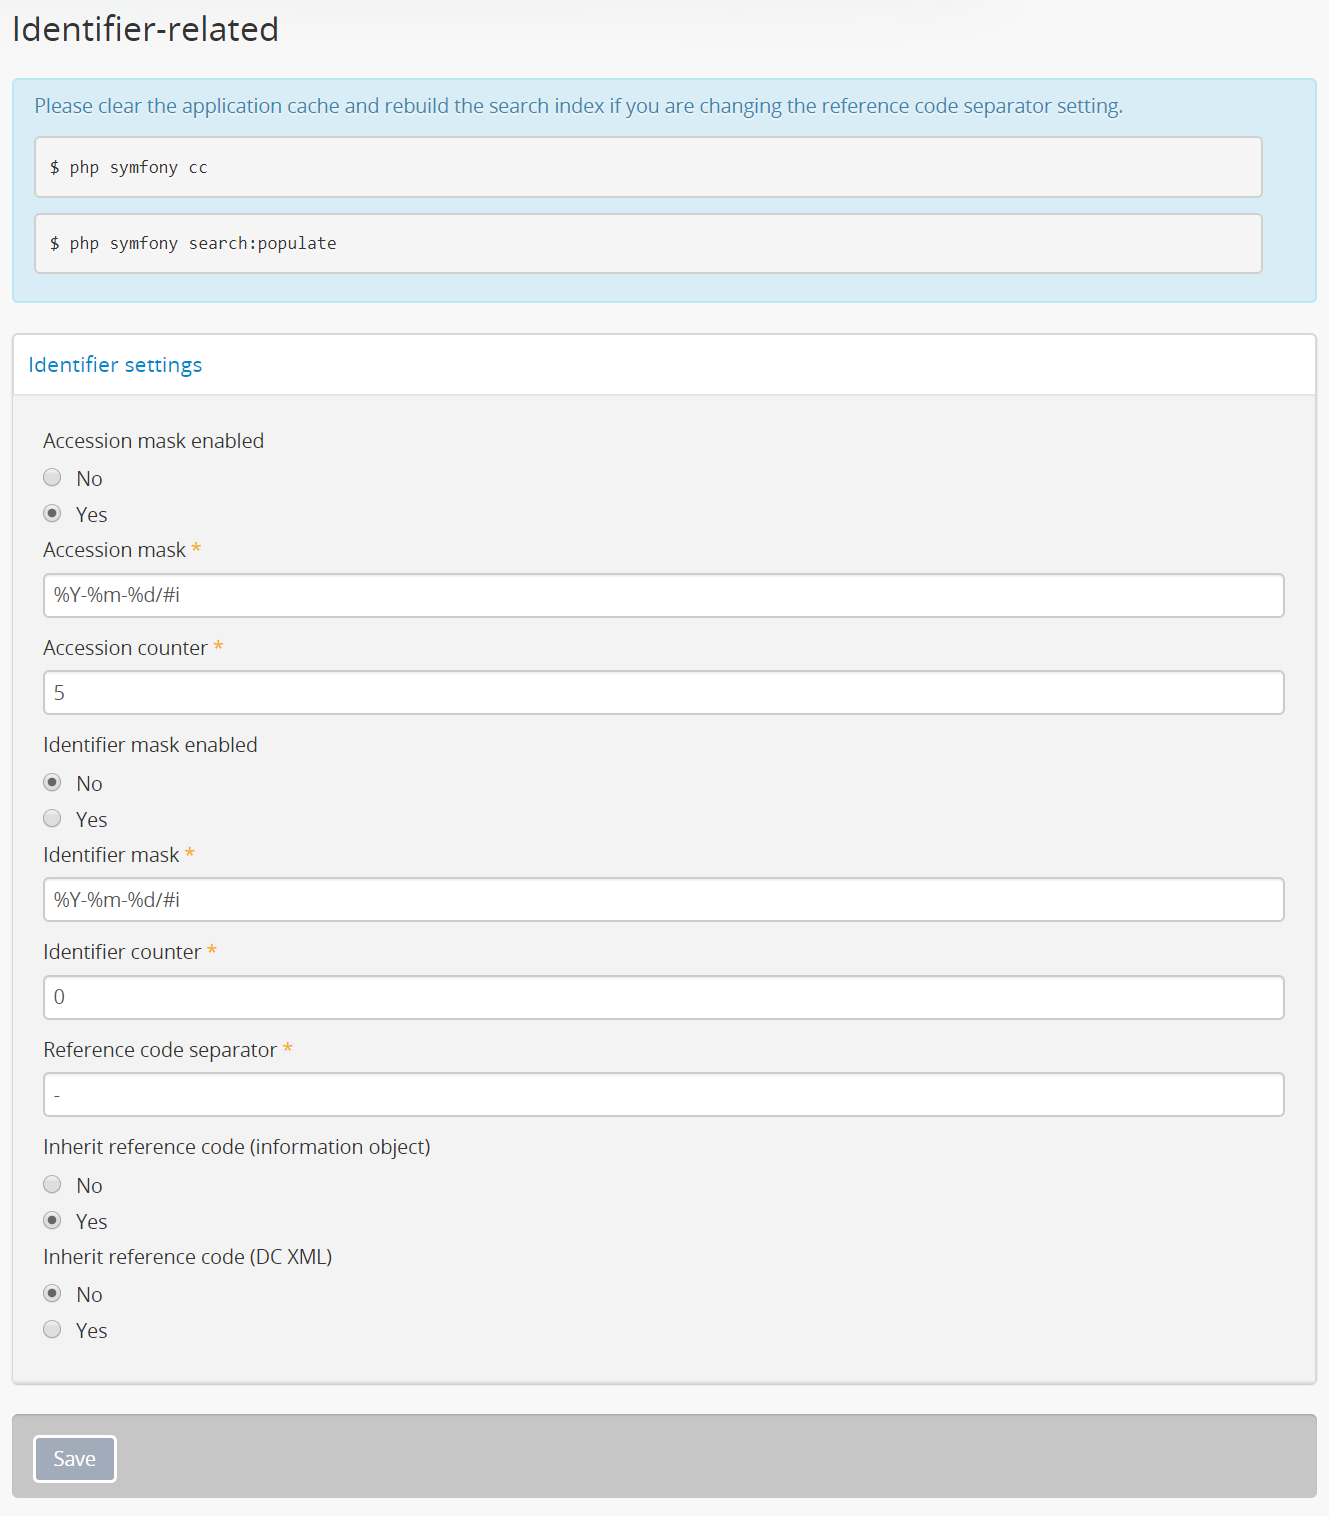 Identifier-related
Please clear the application cache and rebuild the search index if you are changing the reference code separator setting.
$ php symfony cc
$ php symfony search:populate
Identifier settings
Accession mask enabled
No
Yes
Accession mask *
%Y-%m-%d/#i
Accession counter *
5
Identifier mask enabled
No
Yes
Identifier mask *
%Y-%m-%d/#i
Identifier counter *
0
Reference code separator *
-
Inherit reference code (information object)
No
Yes
Inherit reference code (DC XML)
No
Yes
Save